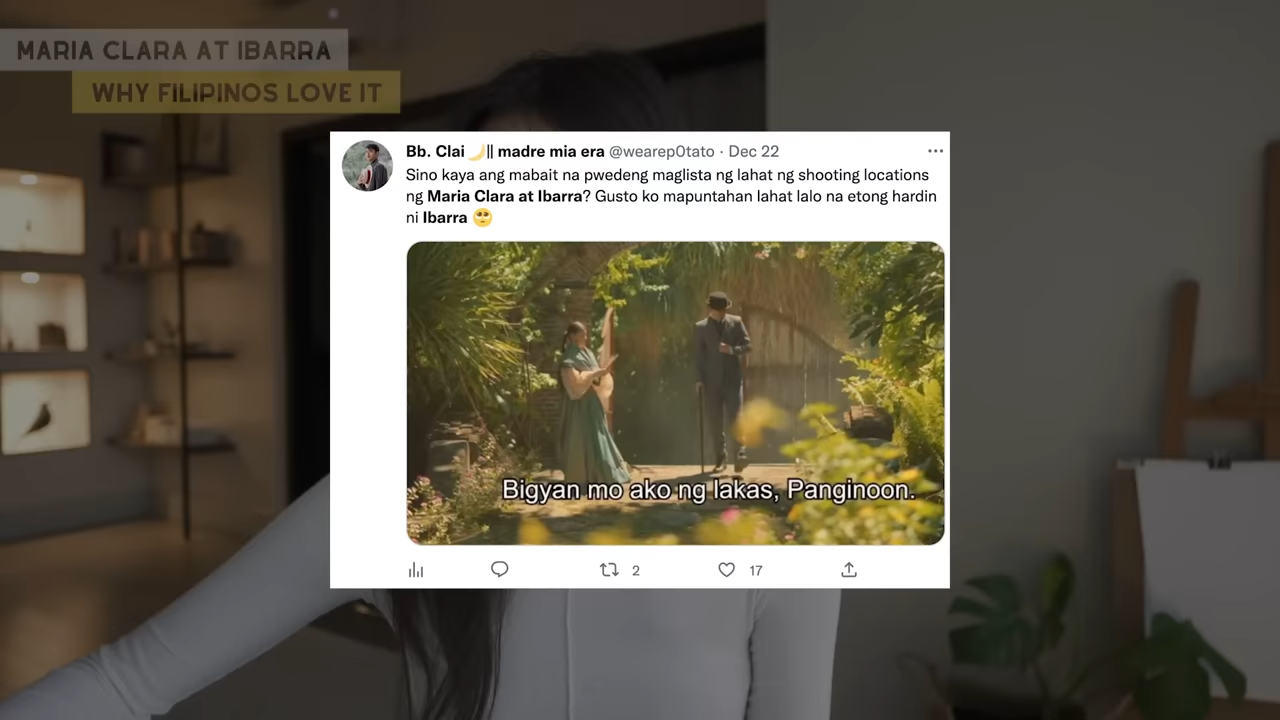 MARIA CLARA AT IBARRA
WHY FILIPINOS LOVE IT
Bb. Clai 🌙|| madre mia era @wearep0tato · Dec 22
Sino kaya ang mabait na pwedeng maglista ng lahat ng shooting locations
ng Maria Clara at Ibarra? Gusto ko mapuntahan lahat lalo na etong hardin
ni Ibarra 🥺
Bigyan mo ako ng lakas, Panginoon.
2
17